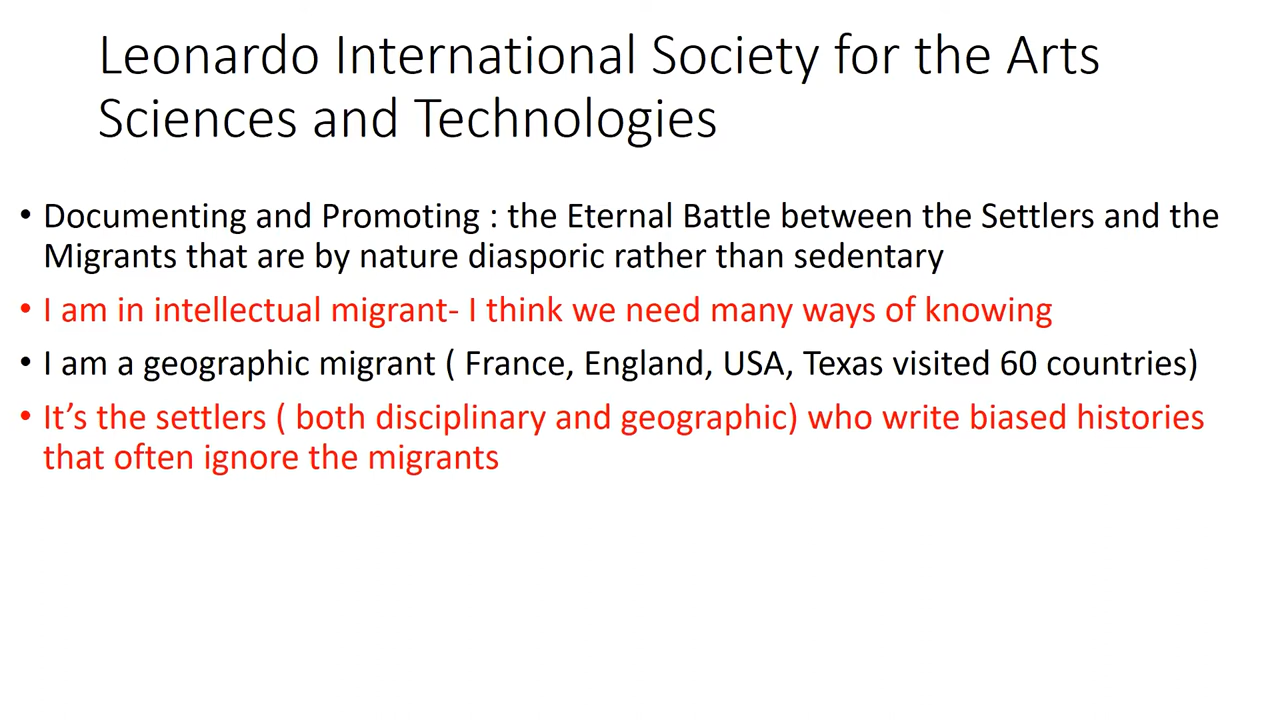 Leonardo International Society for the Arts
Sciences and Technologies
• Documenting and Promoting : the Eternal Battle between the Settlers and the
Migrants that are by nature diasporic rather than sedentary
• I am in intellectual migrant- I think we need many ways of knowing
• I am a geographic migrant ( France, England, USA, Texas visited 60 countries)
• It’s the settlers ( both disciplinary and geographic) who write biased histories
that often ignore the migrants